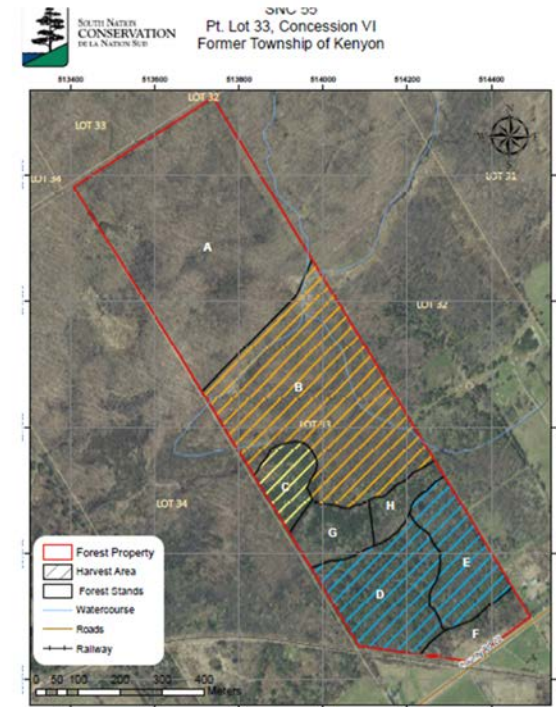 SOUTH NATION
CONSERVATION
DE LA NATION SUD
SNC 55
Pt. Lot 33, Concession VI
Former Township of Kenyon
513400 513600 513800 514000 514200 514400
LOT 32
LOT 33
N
LOT 34
LOT 31
A
LOT 32
B
LOT 33
C
LOT 34
H
G
E
D
F
Forest Property
Harvest Area
Forest Stands
Watercourse
Roads
Railway
0 50 100 200 300 400
Meters